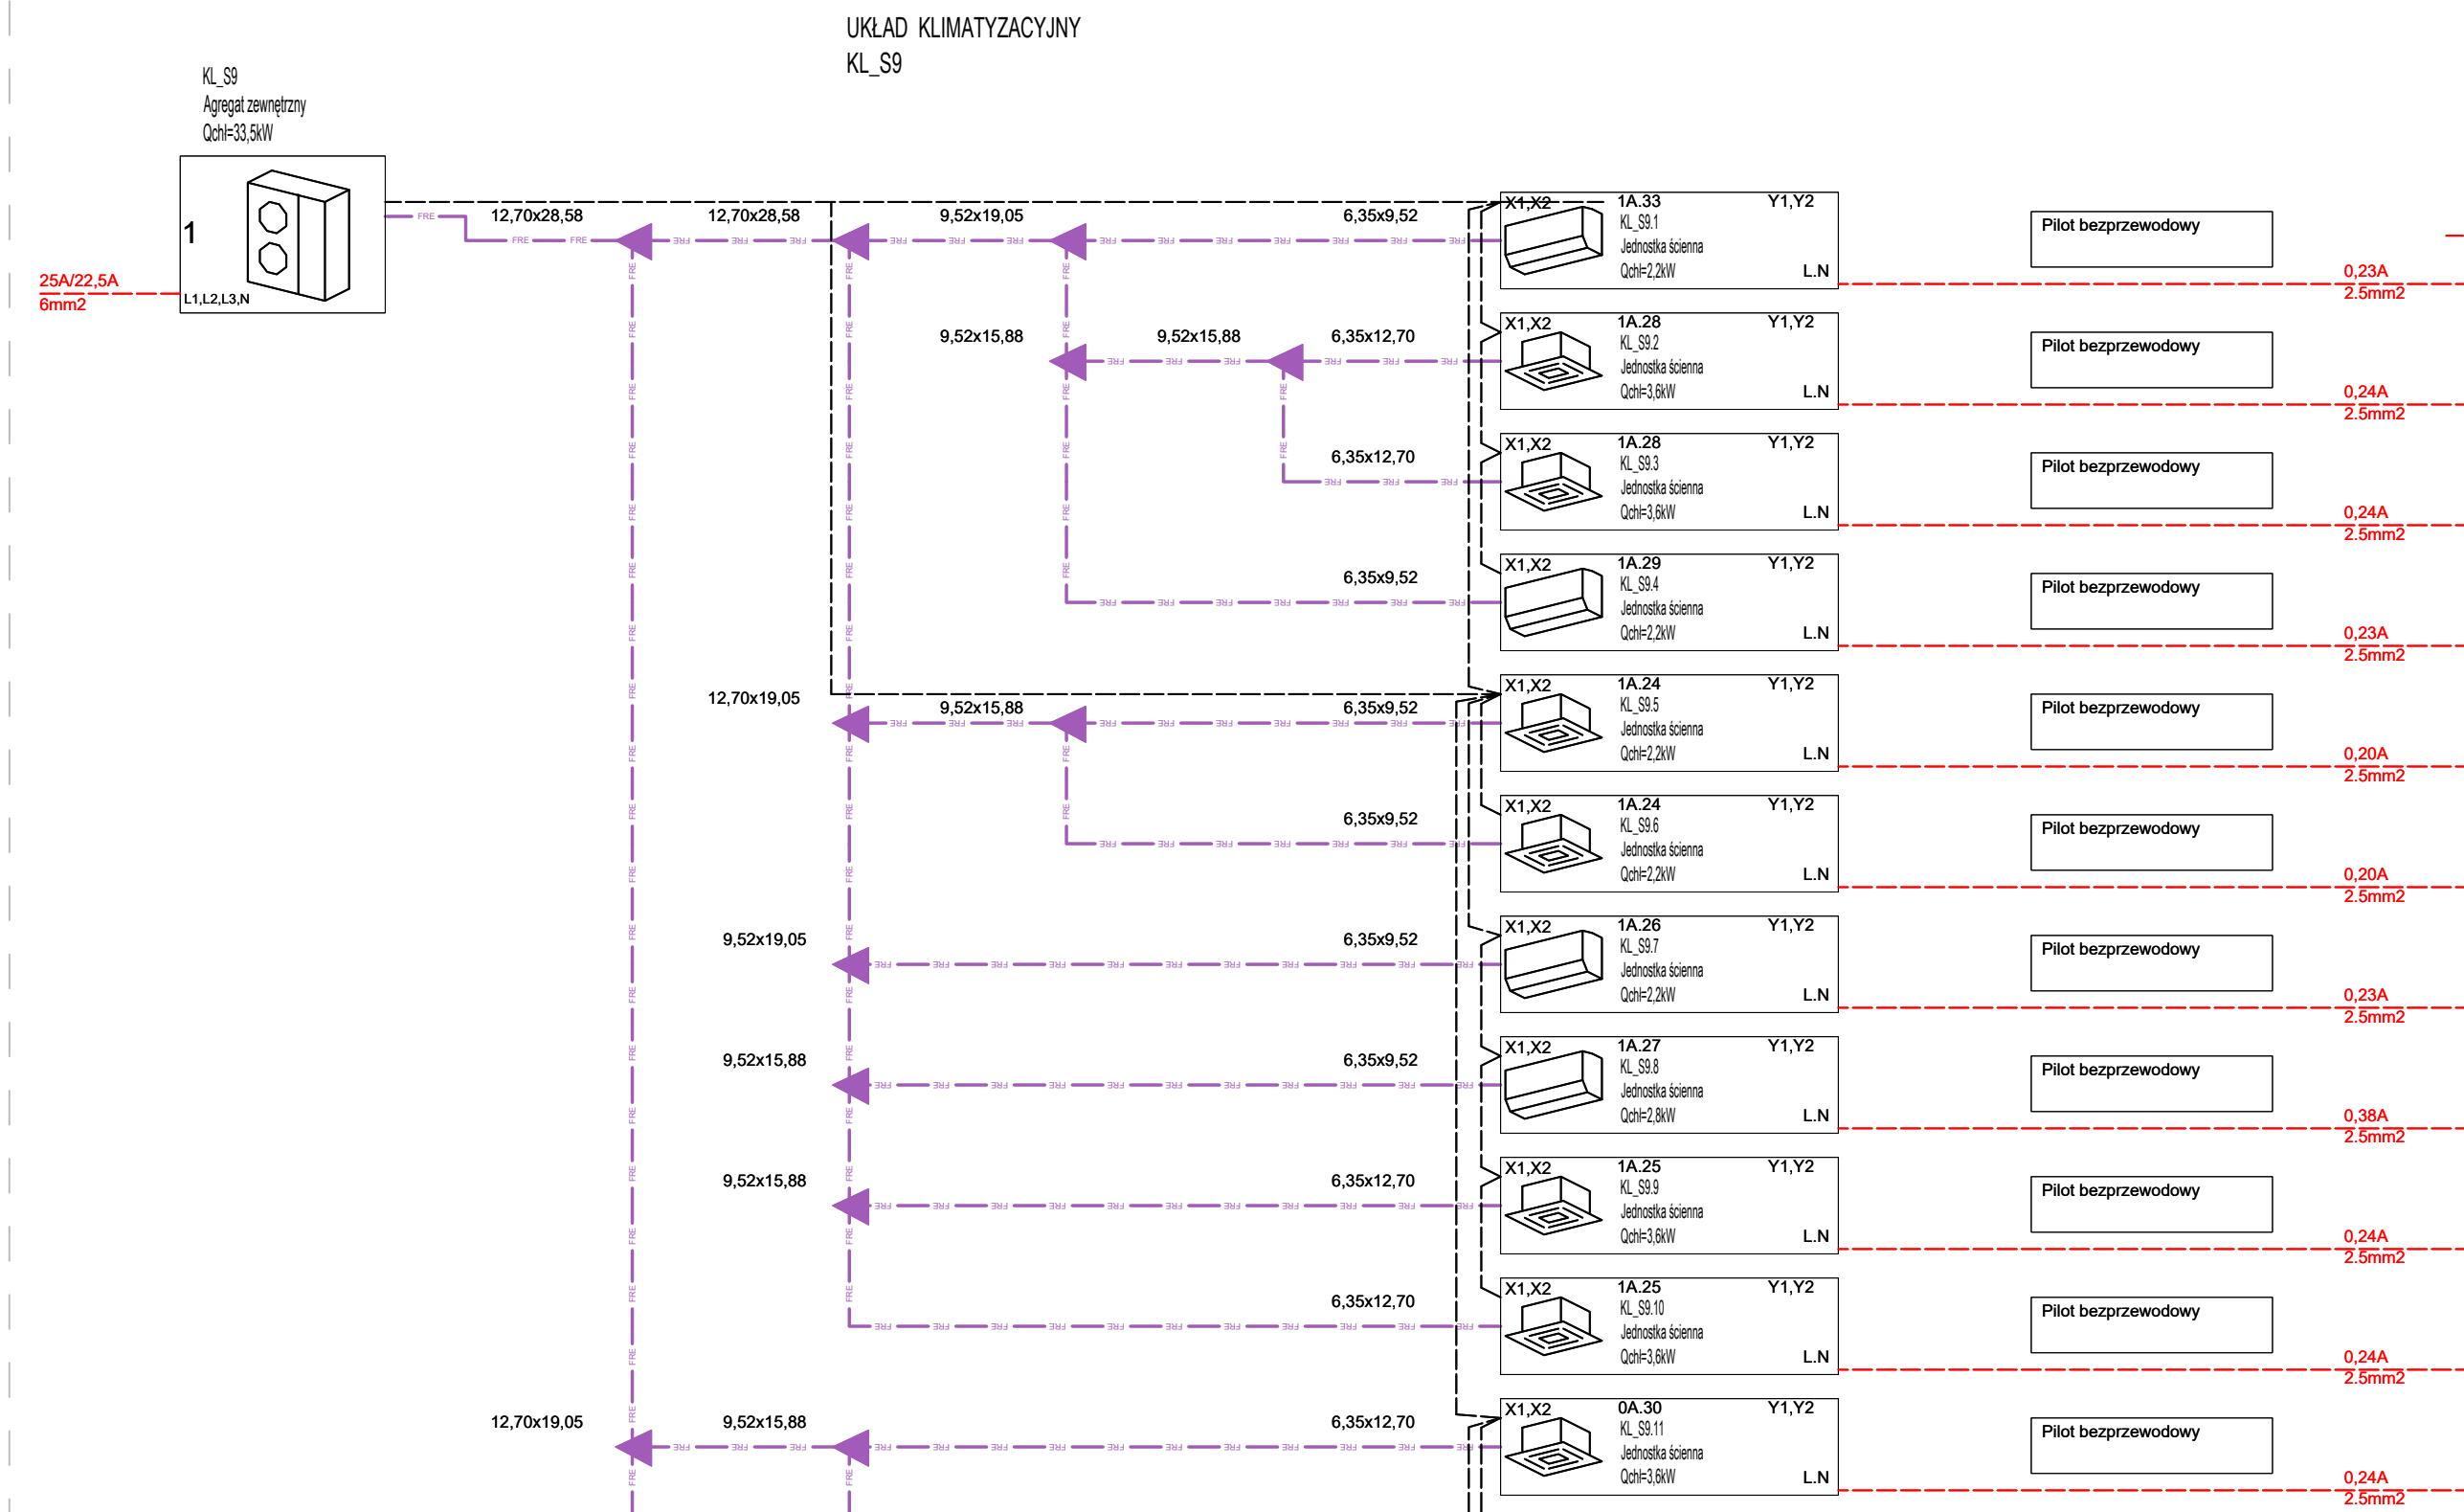 UKŁAD KLIMATYZACYJNY
KL_S9
KL_S9
Agregat zewnętrzny
Qchł=33,5kW
1
L1,L2,L3,N
25A/22,5A
6mm2
FRE
12,70x28,58
12,70x28,58
9,52x19,05
6,35x9,52
X1,X2
1A.33
Y1,Y2
KL_S9.1
Jednostka ścienna
Qchł=2,2kW
L.N
Pilot bezprzewodowy
0,23A
2.5mm2
9,52x15,88
9,52x15,88
6,35x12,70
X1,X2
1A.28
Y1,Y2
KL_S9.2
Jednostka ścienna
Qchł=3,6kW
L.N
Pilot bezprzewodowy
0,24A
2.5mm2
6,35x12,70
X1,X2
1A.28
Y1,Y2
KL_S9.3
Jednostka ścienna
Qchł=3,6kW
L.N
Pilot bezprzewodowy
0,24A
2.5mm2
6,35x9,52
X1,X2
1A.29
Y1,Y2
KL_S9.4
Jednostka ścienna
Qchł=2,2kW
L.N
Pilot bezprzewodowy
0,23A
2.5mm2
12,70x19,05
9,52x15,88
6,35x9,52
X1,X2
1A.24
Y1,Y2
KL_S9.5
Jednostka ścienna
Qchł=2,2kW
L.N
Pilot bezprzewodowy
0,20A
2.5mm2
6,35x9,52
X1,X2
1A.24
Y1,Y2
KL_S9.6
Jednostka ścienna
Qchł=2,2kW
L.N
Pilot bezprzewodowy
0,20A
2.5mm2
9,52x19,05
6,35x9,52
X1,X2
1A.26
Y1,Y2
KL_S9.7
Jednostka ścienna
Qchł=2,2kW
L.N
Pilot bezprzewodowy
0,23A
2.5mm2
9,52x15,88
6,35x9,52
X1,X2
1A.27
Y1,Y2
KL_S9.8
Jednostka ścienna
Qchł=2,8kW
L.N
Pilot bezprzewodowy
0,38A
2.5mm2
9,52x15,88
6,35x12,70
X1,X2
1A.25
Y1,Y2
KL_S9.9
Jednostka ścienna
Qchł=3,6kW
L.N
Pilot bezprzewodowy
0,24A
2.5mm2
6,35x12,70
X1,X2
1A.25
Y1,Y2
KL_S9.10
Jednostka ścienna
Qchł=3,6kW
L.N
Pilot bezprzewodowy
0,24A
2.5mm2
12,70x19,05
9,52x15,88
6,35x12,70
X1,X2
0A.30
Y1,Y2
KL_S9.11
Jednostka ścienna
Qchł=3,6kW
L.N
Pilot bezprzewodowy
0,24A
2.5mm2